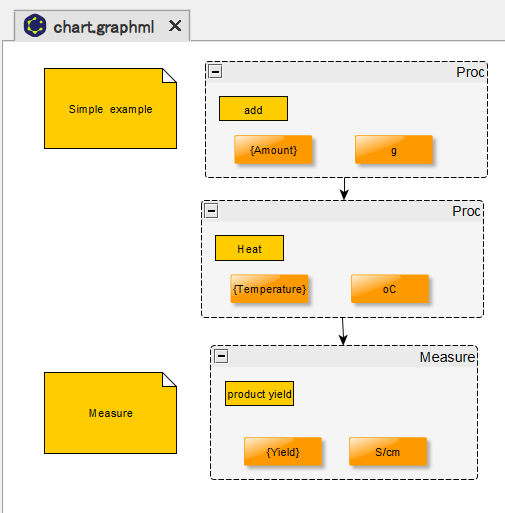 chart.graphml
Simple example
Proc
add
{Amount}
g
Proc
Heat
{Temperature}
oC
Measure
Measure
product yield
{Yield}
S/cm